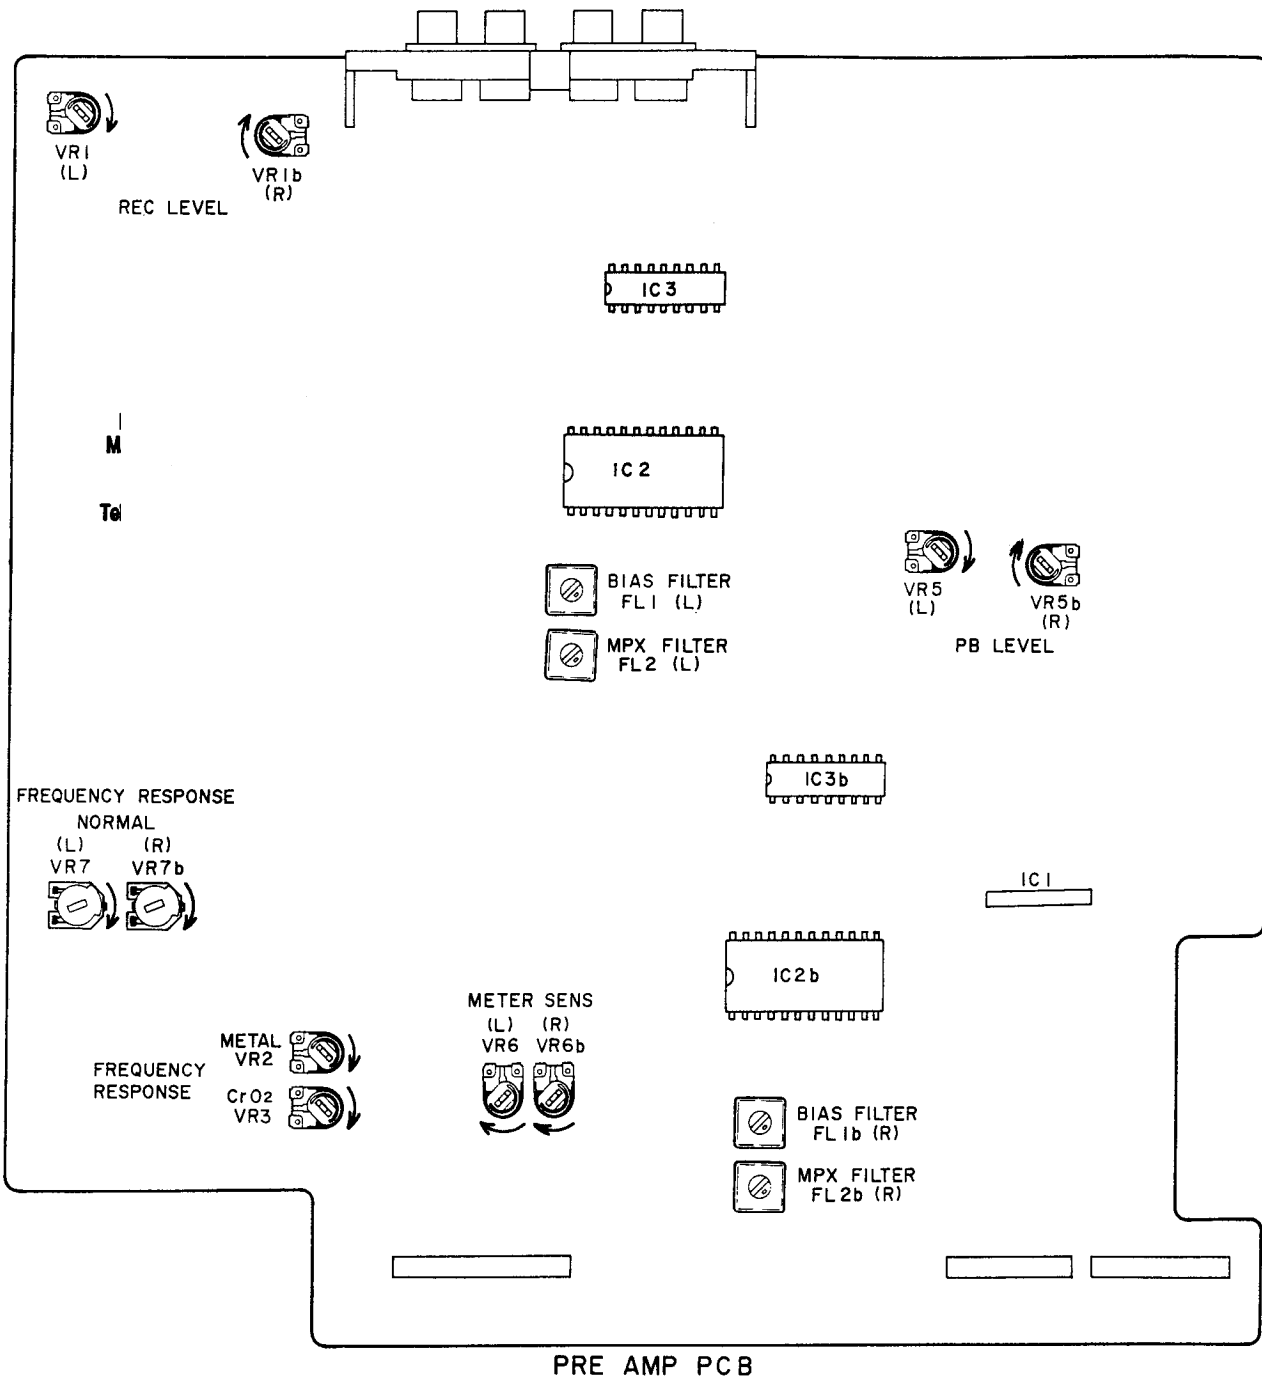 VR1
(L)
VR1b
(R)
REC LEVEL
IC3
M
IC2
Te
BIAS FILTER
FL1 (L)
MPX FILTER
FL2 (L)
VR5
(L)
VR5b
(R)
PB LEVEL
IC3b
FREQUENCY RESPONSE
NORMAL
(L) (R)
VR7 VR7b
IC1
IC2b
METER SENS
(L) (R)
VR6 VR6b
METAL
VR2
FREQUENCY
RESPONSE
CrO2
VR3
BIAS FILTER
FL1b (R)
MPX FILTER
FL2b (R)
PRE AMP PCB